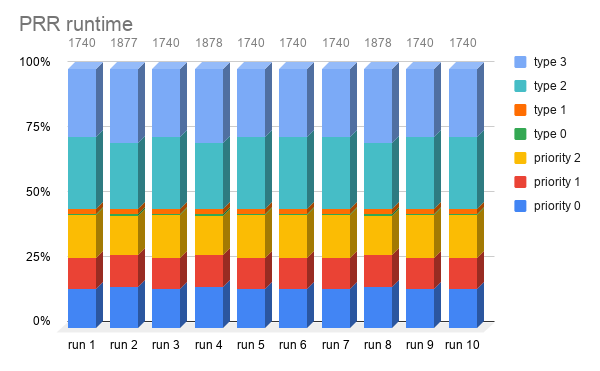 PRR runtime
1740 1877 1740 1878 1740 1740 1740 1878 1740 1740
100%
75%
50%
25%
0%
run 1 run 2 run 3 run 4 run 5 run 6 run 7 run 8 run 9 run 10
type 3
type 2
type 1
type 0
priority 2
priority 1
priority 0